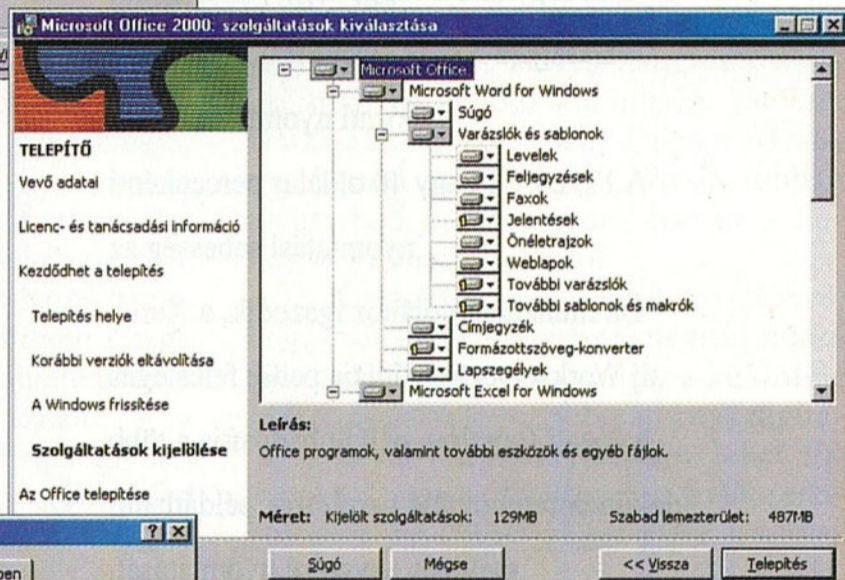 Microsoft Office 2000: szolgáltatások kiválasztása
TELEPÍTŐ
Vevő adatai
Licenc- és tanácsadási információ
Kezdődhet a telepítés
Telepítés helye
Korábbi verziók eltávolítása
A Windows frissítése
Szolgáltatások kijelölése
Az Office telepítése
Microsoft Office
Microsoft Word for Windows
Súgó
Varázslók és sablonok
Levelek
Feljegyzések
Faxok
Jelentések
Önéletrajzok
Weblapok
További varázslók
További sablonok és makrók
Címjegyzék
Formázottszöveg-konverter
Lapszegélyek
Microsoft Excel for Windows
Leírás:
Office programok, valamint további eszközök és egyéb fájlok.
Méret: Kijelölt szolgáltatások: 129MB Szabad lemezterület: 487MB
Súgó Mégse << Vissza Telepítés